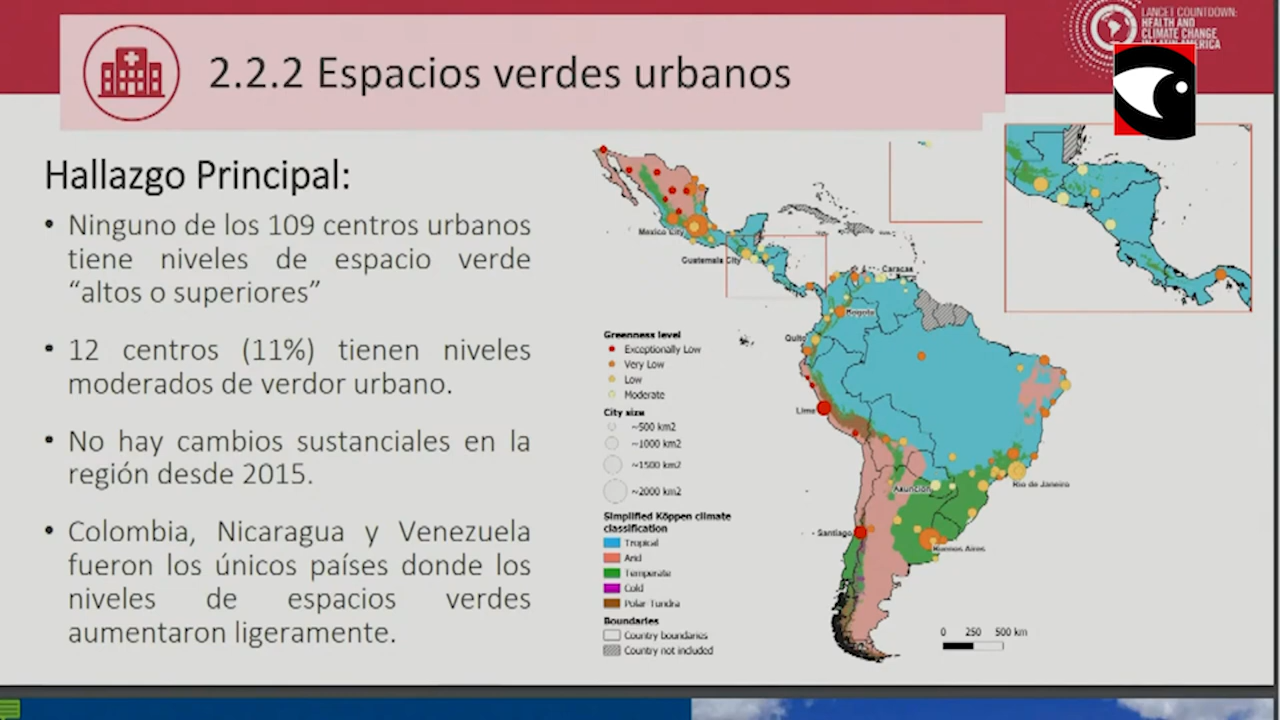 LANCET COUNTDOWN:
HEALTH AND
CLIMATE CHANGE
IN LATIN AMERICA
2.2.2 Espacios verdes urbanos
Hallazgo Principal:
• Ninguno de los 109 centros urbanos
tiene niveles de espacio verde
“altos o superiores”
• 12 centros (11%) tienen niveles
moderados de verdor urbano.
• No hay cambios sustanciales en la
región desde 2015.
• Colombia, Nicaragua y Venezuela
fueron los únicos países donde los
niveles de espacios verdes
aumentaron ligeramente.
Mexico City
Guatemala City
Caracas
Bogota
Quito
Lima
Rio de Janeiro
Asunción
Santiago
Buenos Aires
Greenness level
Exceptionally Low
Very Low
Low
Moderate
City size
~500 km2
~1000 km2
~1500 km2
~2000 km2
Simplified Köppen climate
classification
Tropical
Arid
Temperate
Cold
Polar Tundra
Boundaries
Country boundaries
Country not included
0 250 500 km